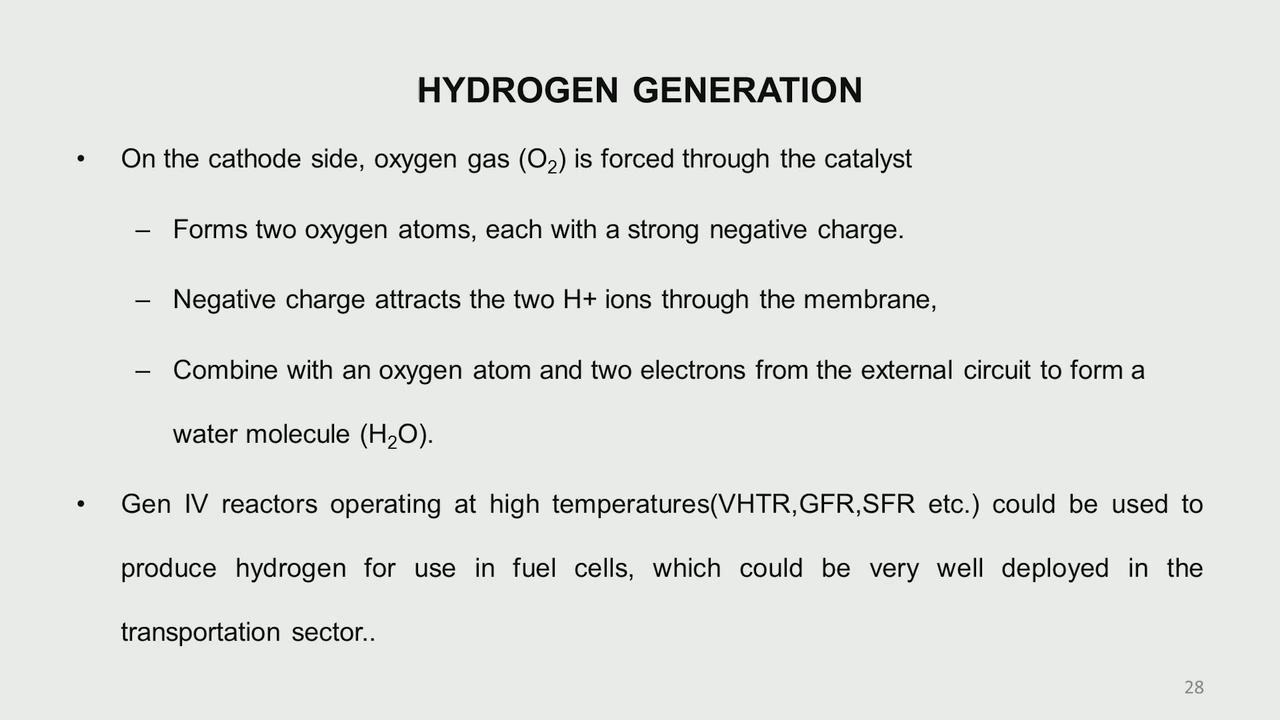 HYDROGEN GENERATION
• On the cathode side, oxygen gas (O₂) is forced through the catalyst
– Forms two oxygen atoms, each with a strong negative charge.
– Negative charge attracts the two H+ ions through the membrane,
– Combine with an oxygen atom and two electrons from the external circuit to form a
water molecule (H₂O).
• Gen IV reactors operating at high temperatures(VHTR,GFR,SFR etc.) could be used to
produce hydrogen for use in fuel cells, which could be very well deployed in the
transportation sector..
28